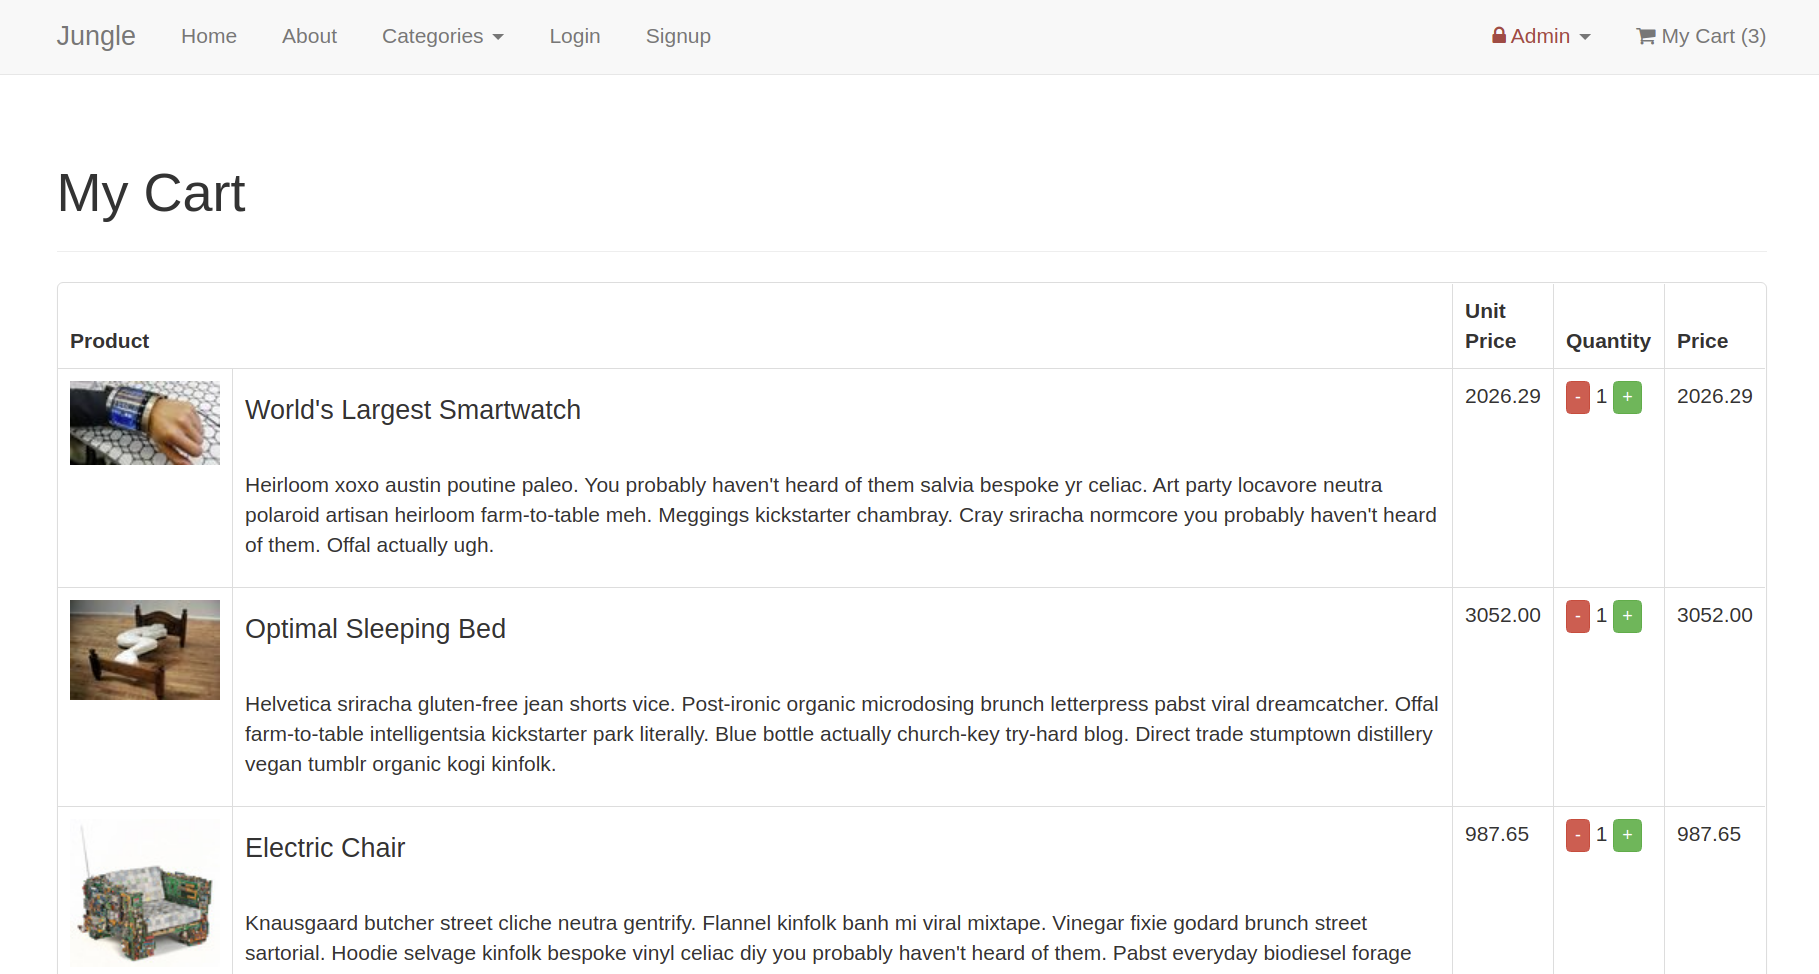 Jungle Home About Categories Login Signup Admin My Cart (3)
My Cart
Product Unit Price Quantity Price
World's Largest Smartwatch 2026.29 - 1 + 2026.29
Heirloom xoxo austin poutine paleo. You probably haven't heard of them salvia bespoke yr celiac. Art party locavore neutra
polaroid artisan heirloom farm-to-table meh. Meggings kickstarter chambray. Cray sriracha normcore you probably haven't heard
of them. Offal actually ugh.
Optimal Sleeping Bed 3052.00 - 1 + 3052.00
Helvetica sriracha gluten-free jean shorts vice. Post-ironic organic microdosing brunch letterpress pabst viral dreamcatcher. Offal
farm-to-table intelligentsia kickstarter park literally. Blue bottle actually church-key try-hard blog. Direct trade stumptown distillery
vegan tumblr organic kogi kinfolk.
Electric Chair 987.65 - 1 + 987.65
Knausgaard butcher street cliche neutra gentrify. Flannel kinfolk banh mi viral mixtape. Vinegar fixie godard brunch street
sartorial. Hoodie selvage kinfolk bespoke vinyl celiac diy you probably haven't heard of them. Pabst everyday biodiesel forage